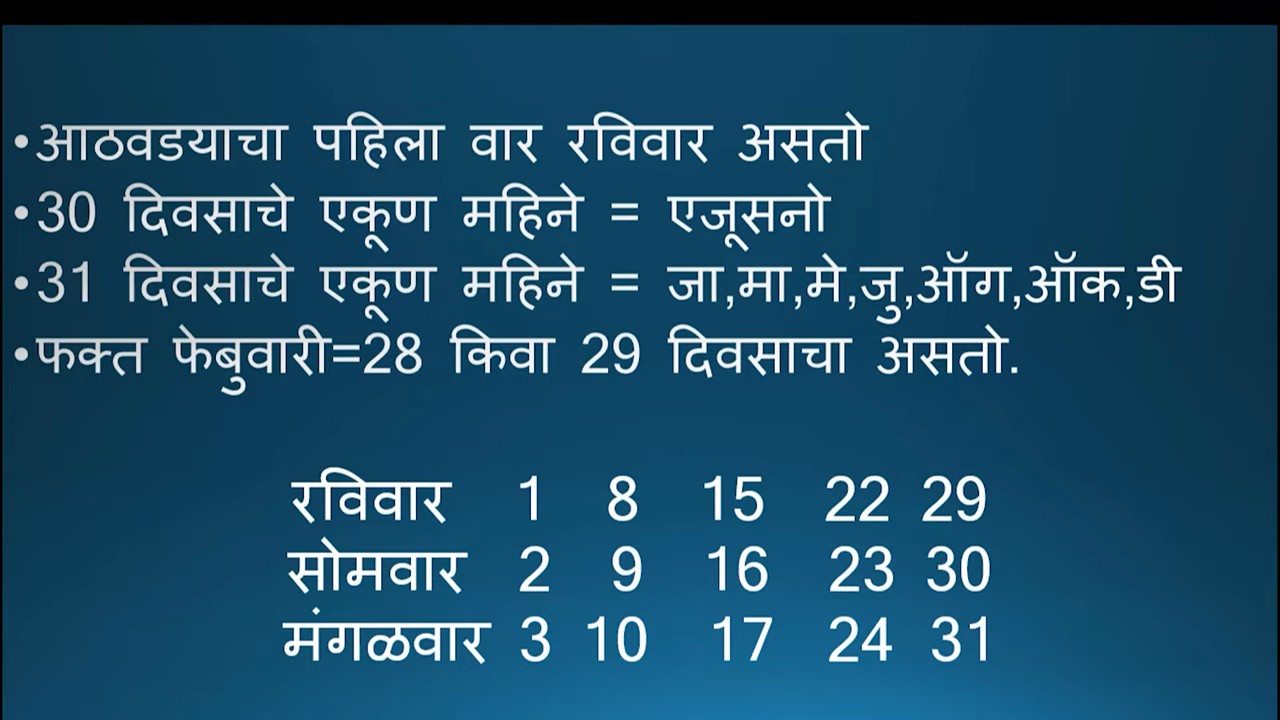 •आठवडयाचा पहिला वार रविवार असतो
•30 दिवसाचे एकूण महिने = एजूसनो
•31 दिवसाचे एकूण महिने = जा,मा,मे,जु,ऑग,ऑक,डी
•फक्त फेबुवारी=28 किवा 29 दिवसाचा असतो.
रविवार 1 8 15 22 29
सोमवार 2 9 16 23 30
मंगळवार 3 10 17 24 31